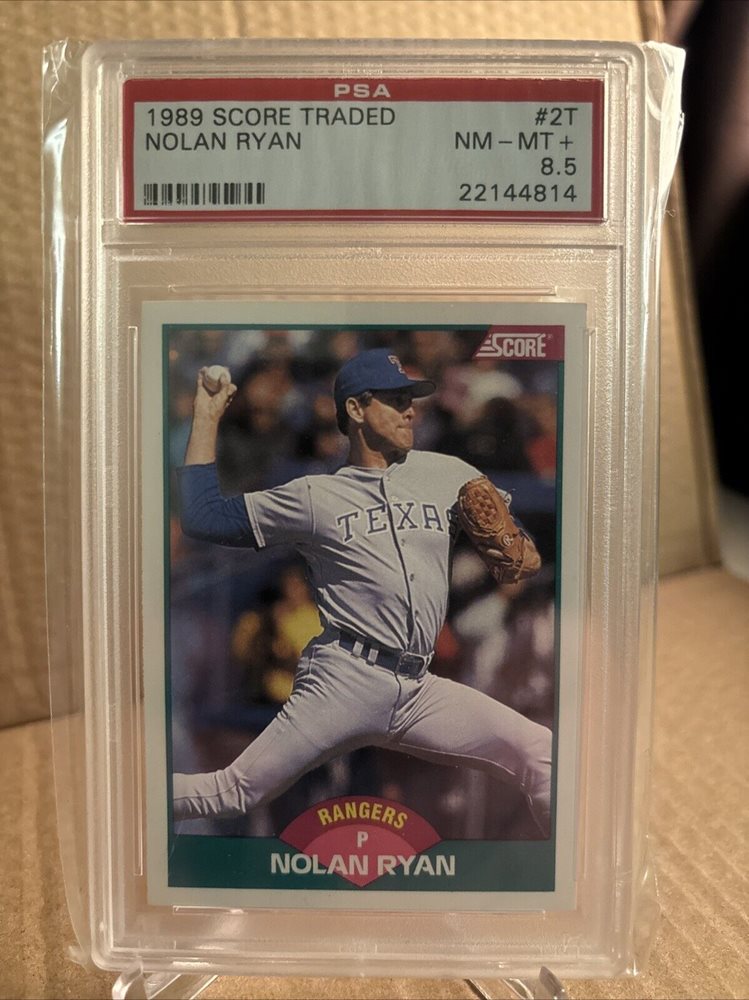 PSA
1989 SCORE TRADED #2T
NOLAN RYAN NM - MT +
8.5
22144814
SCORE
TEXAS
RANGERS
P
NOLAN RYAN